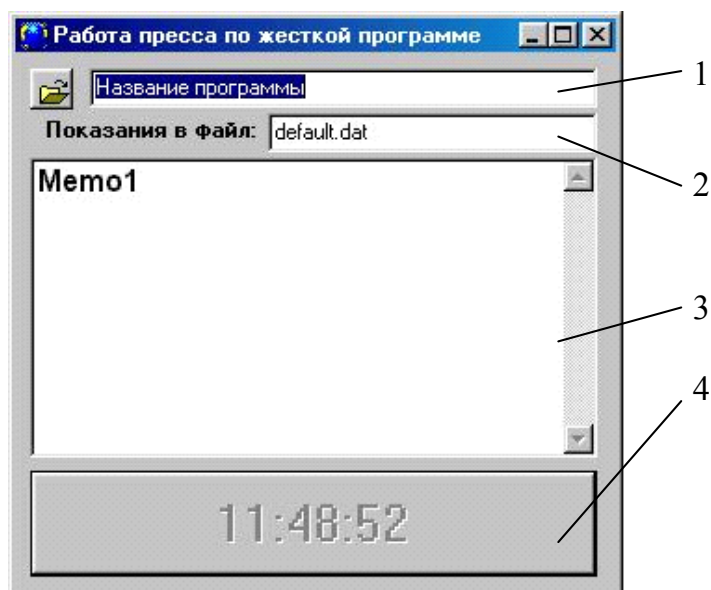 Работа пресса по жесткой программе
Название программы
1
Показания в файл: default.dat
2
Memo1
3
4
11:48:52